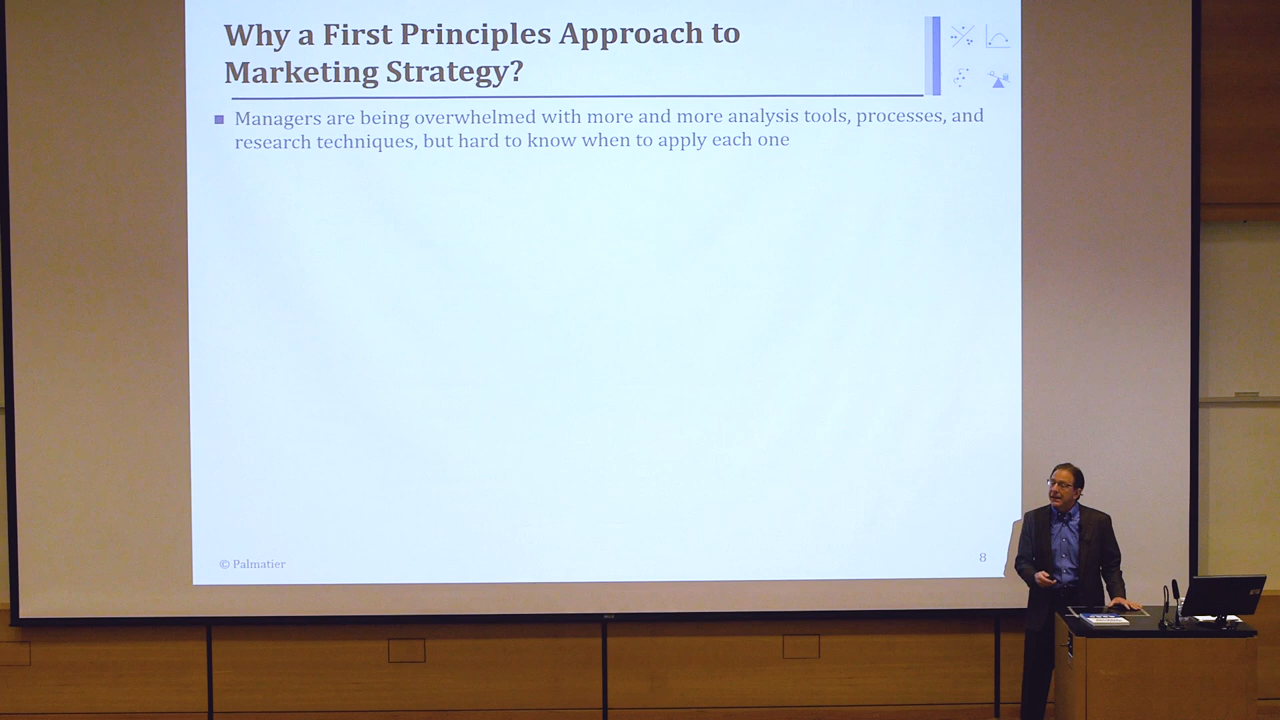 Why a First Principles Approach to
Marketing Strategy?
Managers are being overwhelmed with more and more analysis tools, processes, and
research techniques, but hard to know when to apply each one
© Palmatier
8